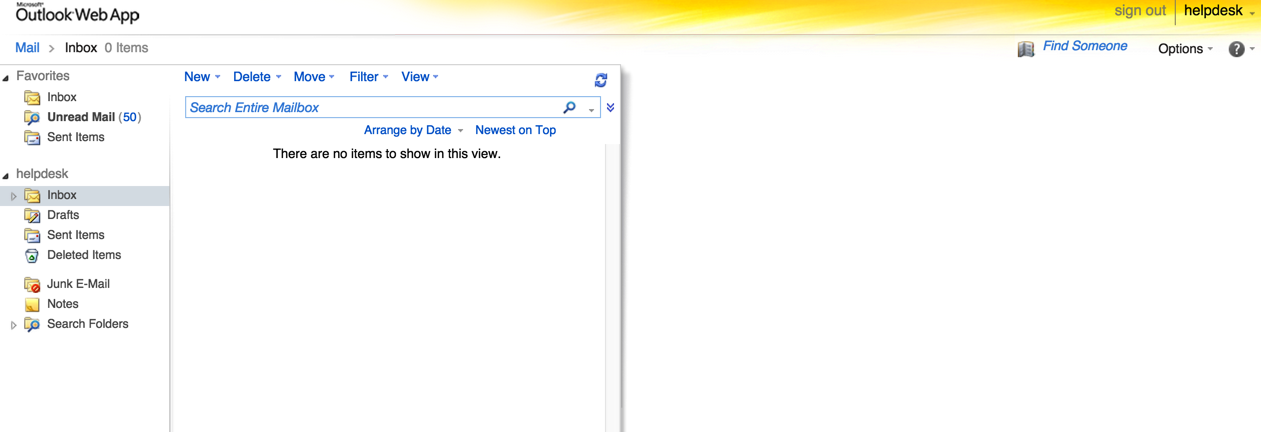 Microsoft®
Outlook Web App
sign out
helpdesk
Mail > Inbox 0 Items
Find Someone
Options
?
Favorites
Inbox
Unread Mail (50)
Sent Items
helpdesk
Inbox
Drafts
Sent Items
Deleted Items
Junk E-Mail
Notes
Search Folders
New Delete Move Filter View
Search Entire Mailbox
Arrange by Date Newest on Top
There are no items to show in this view.